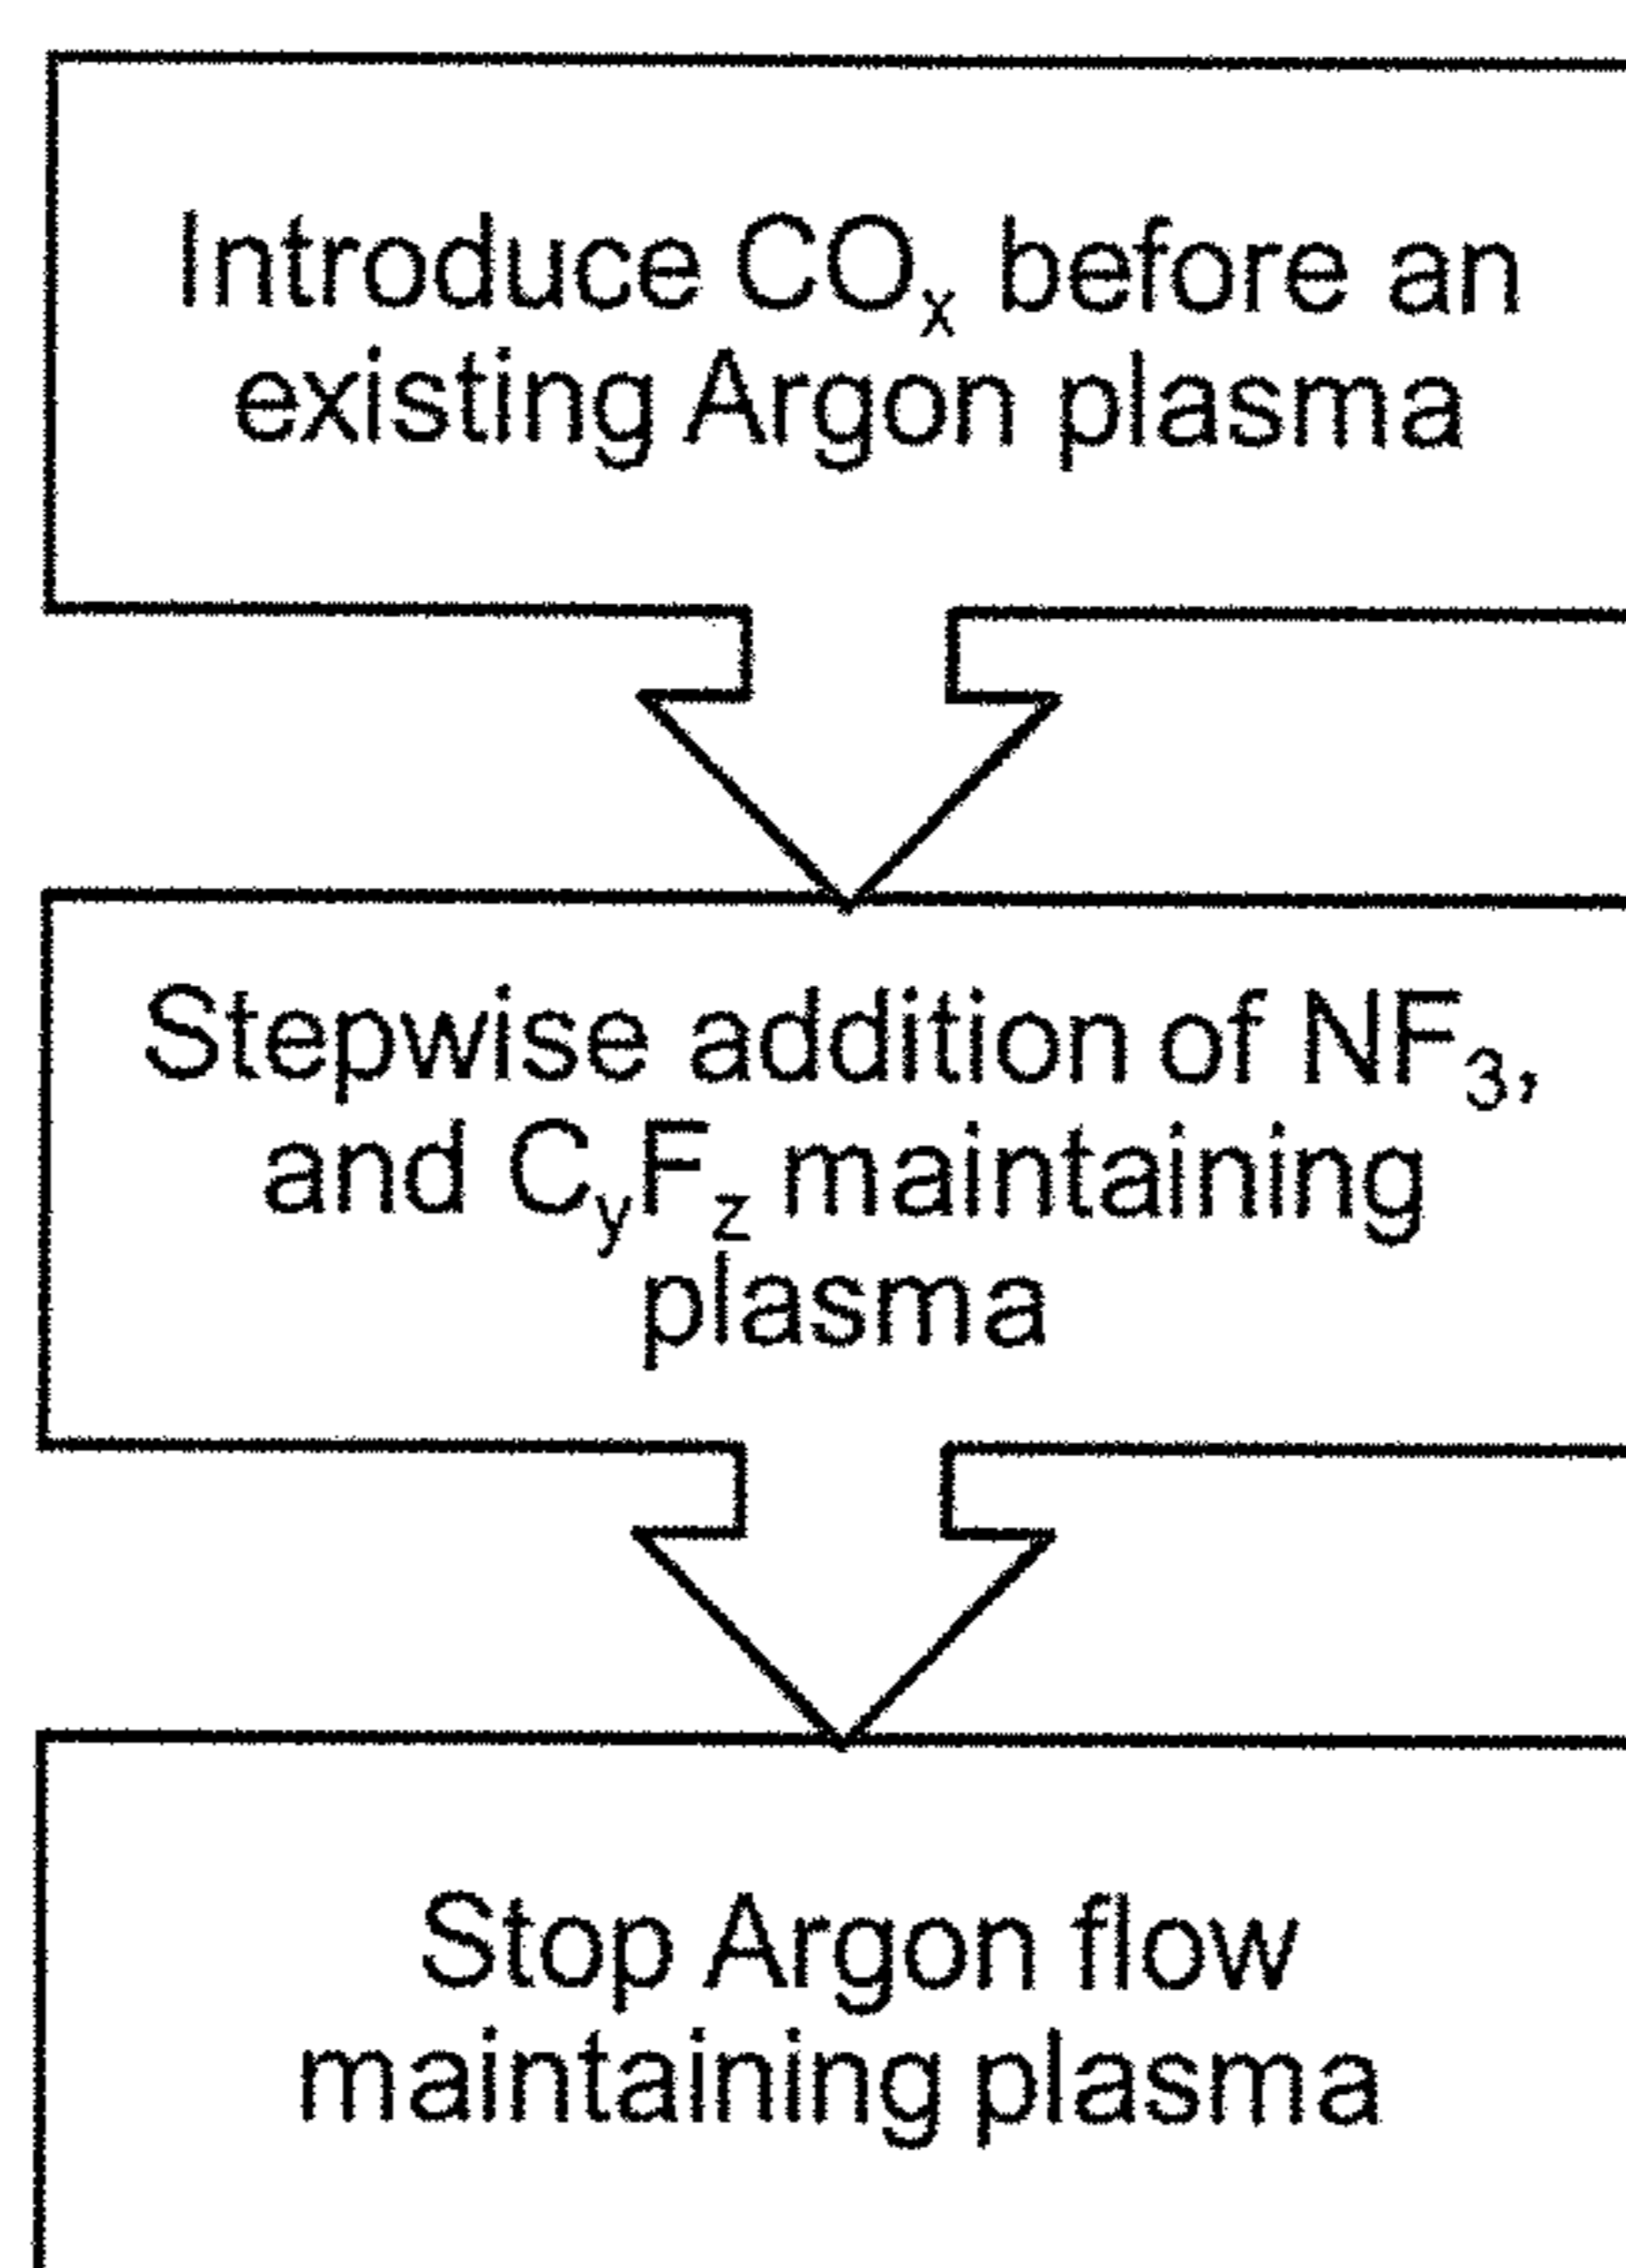 Introduce COₓ before an
existing Argon plasma
Stepwise addition of NF₃,
and CyFz maintaining
plasma
Stop Argon flow
maintaining plasma